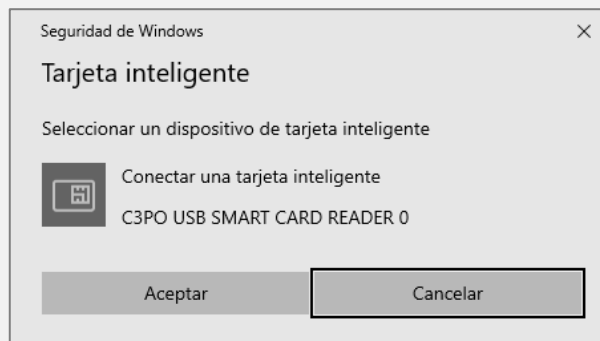 Seguridad de Windows
Tarjeta inteligente
Seleccionar un dispositivo de tarjeta inteligente
Conectar una tarjeta inteligente
C3PO USB SMART CARD READER 0
Aceptar
Cancelar